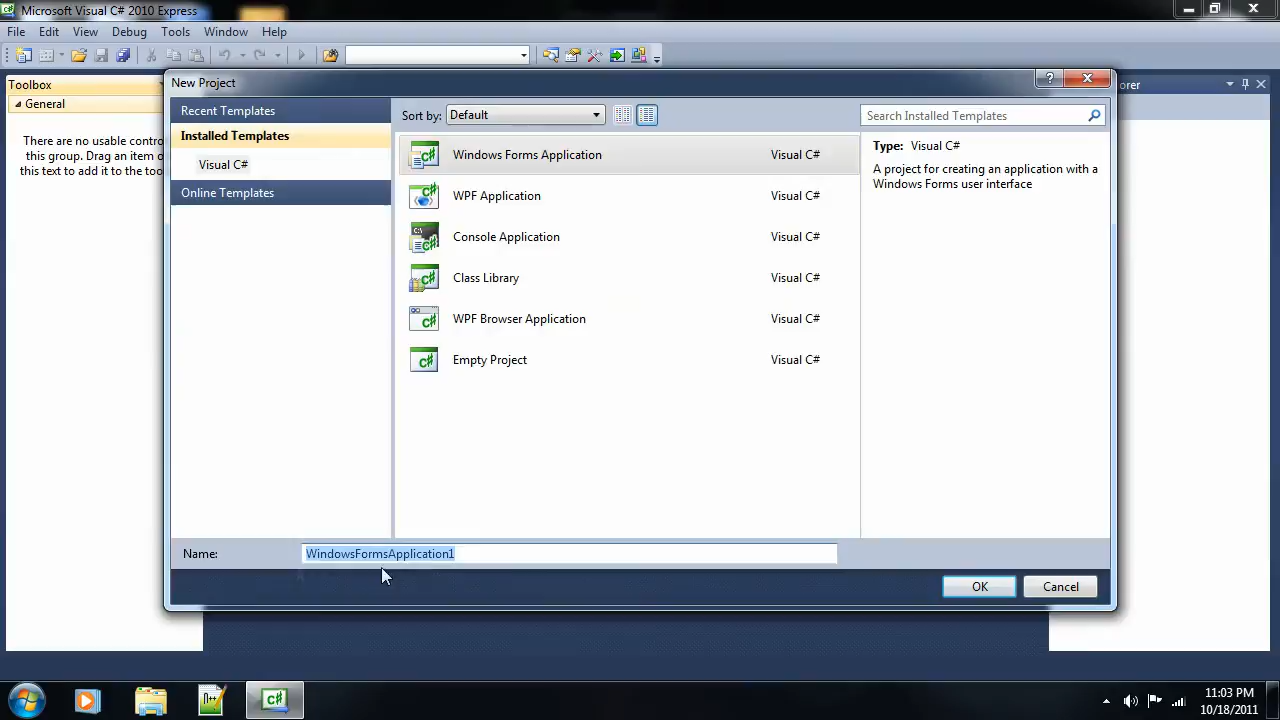 Microsoft Visual C# 2010 Express
File Edit View Debug Tools Window Help
Toolbox
General
There are no usable contro
this group. Drag an item o
this text to add it to the too
New Project
Recent Templates
Installed Templates
Visual C#
Online Templates
Sort by: Default
Search Installed Templates
Windows Forms Application Visual C#
WPF Application Visual C#
Console Application Visual C#
Class Library Visual C#
WPF Browser Application Visual C#
Empty Project Visual C#
Type: Visual C#
A project for creating an application with a
Windows Forms user interface
orer
Name: WindowsFormsApplication1
OK Cancel
11:03 PM
10/18/2011